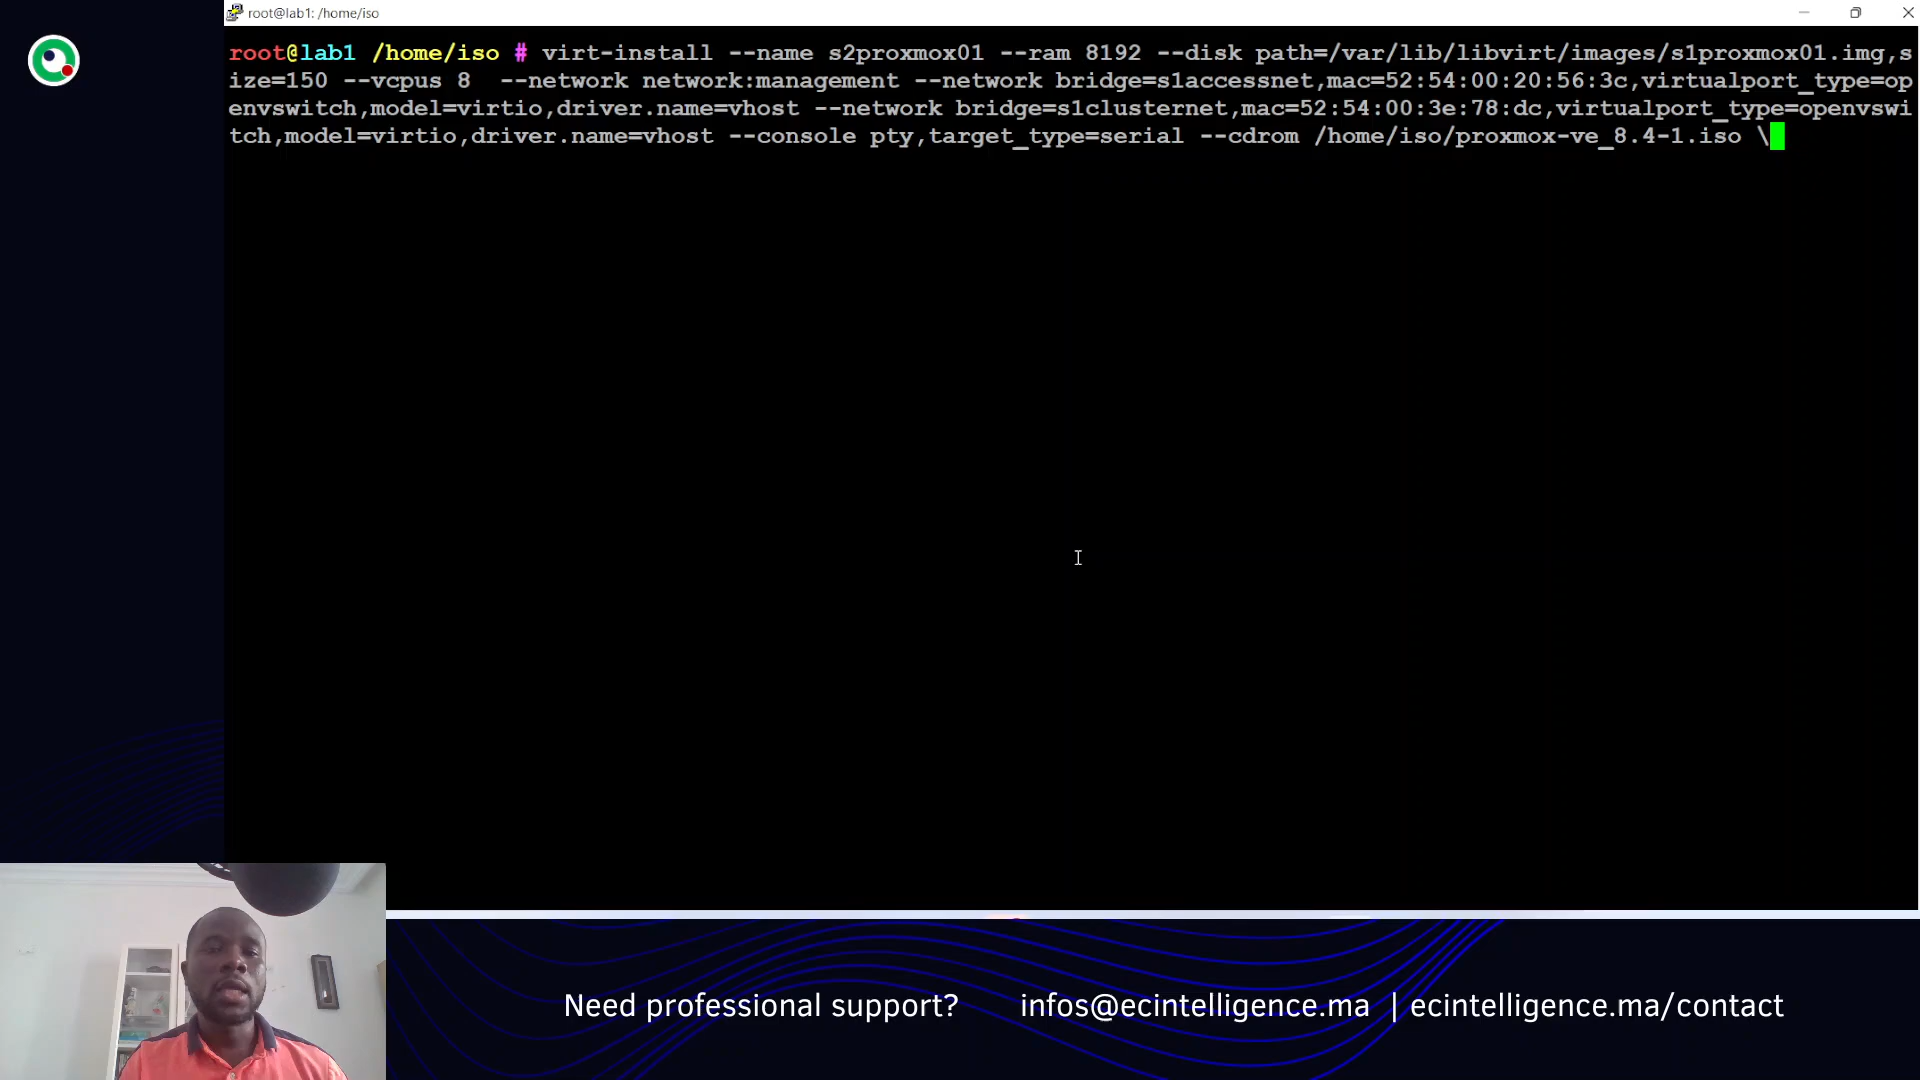 root@lab1: /home/iso
root@lab1 /home/iso # virt-install --name s2proxmox01 --ram 8192 --disk path=/var/lib/libvirt/images/s1proxmox01.img,s
ize=150 --vcpus 8  --network network:management --network bridge=s1accessnet,mac=52:54:00:20:56:3c,virtualport_type=op
envswitch,model=virtio,driver.name=vhost --network bridge=s1clusternet,mac=52:54:00:3e:78:dc,virtualport_type=openvswi
tch,model=virtio,driver.name=vhost --console pty,target_type=serial --cdrom /home/iso/proxmox-ve_8.4-1.iso \
Need professional support? infos@ecintelligence.ma | ecintelligence.ma/contact